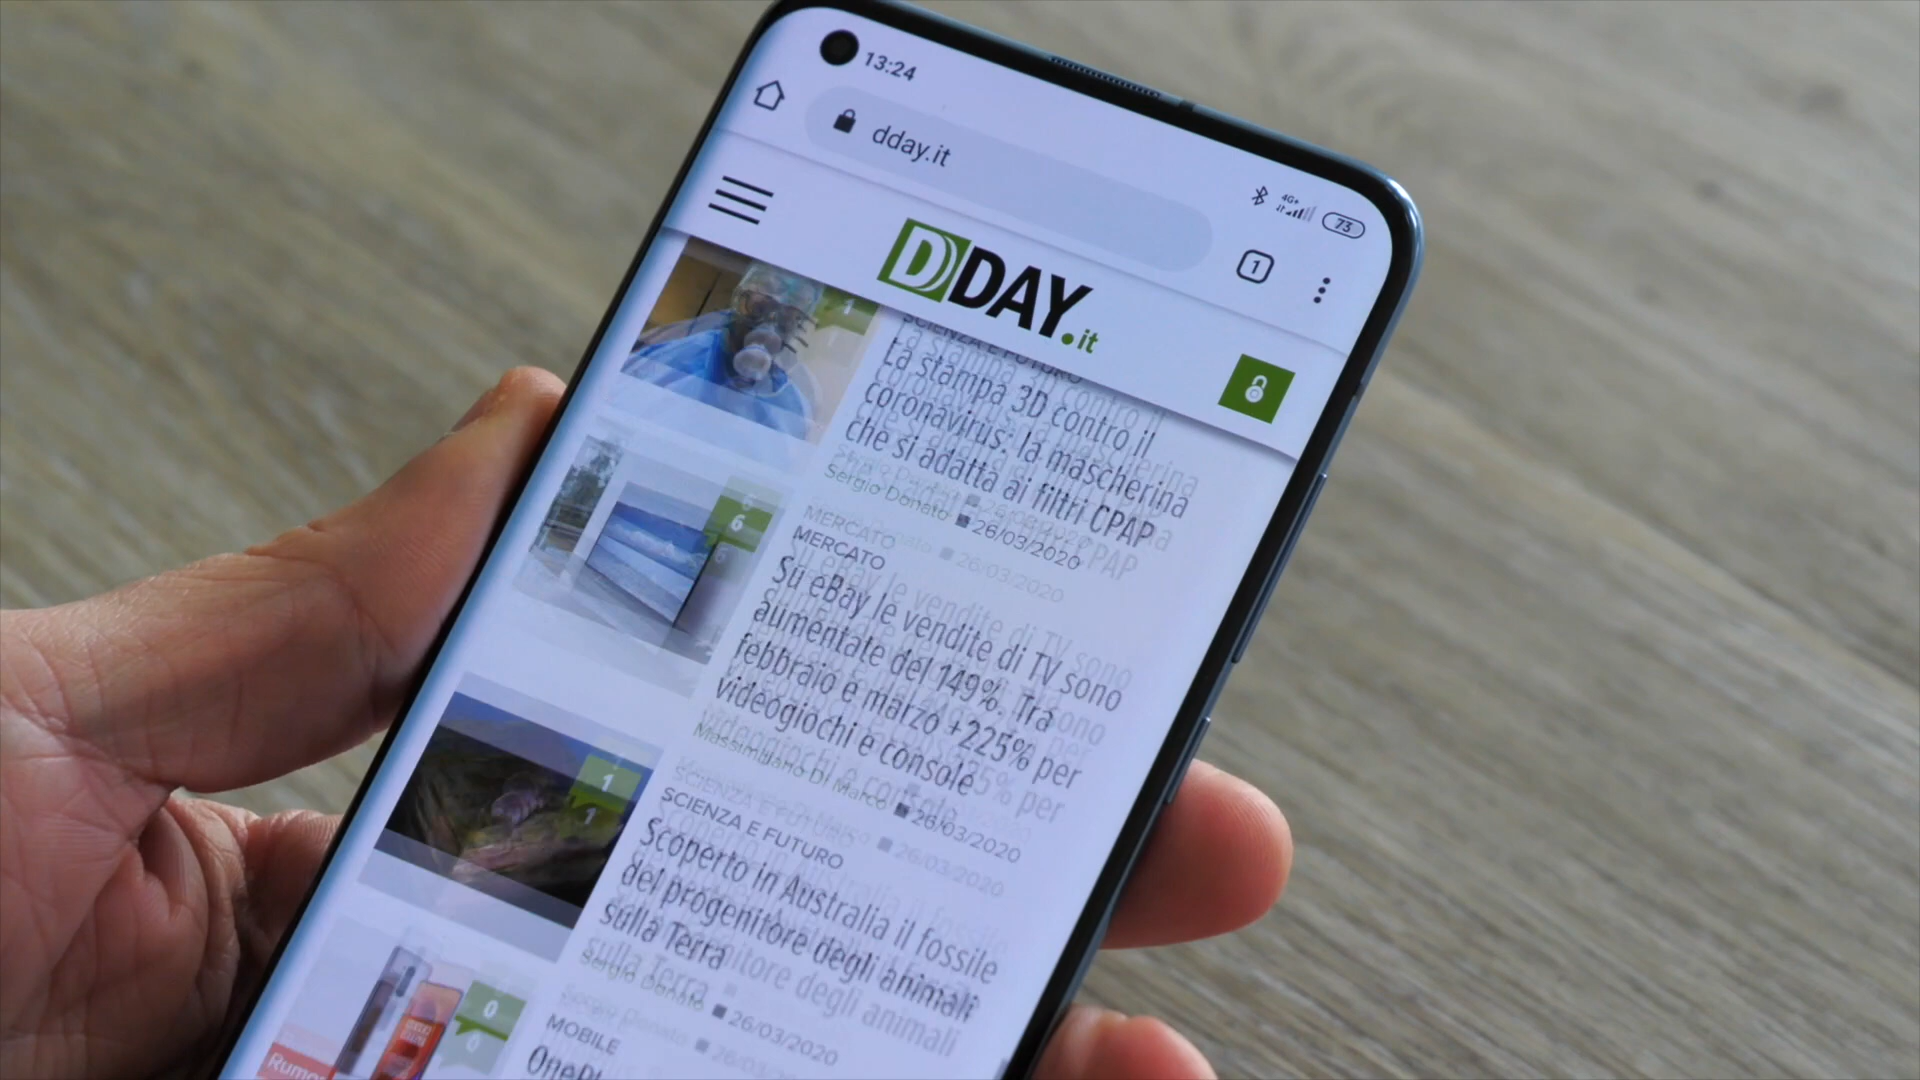 13:24
dday.it
4G+
73
1
DDAY.it
1
SCIENZA E FUTURO
La stampa 3D contro il
coronavirus: la mascherina
che si adatta ai filtri CPAP
Sergio Donato 26/03/2020
6
MERCATO
Su eBay le vendite di TV sono
aumentate del 149%. Tra
febbraio e marzo +225% per
videogiochi e console
Massimiliano Di Marco 26/03/2020
1
SCIENZA E FUTURO
Scoperto in Australia il fossile
del progenitore degli animali
sulla Terra
Sergio Donato 26/03/2020
0
MOBILE